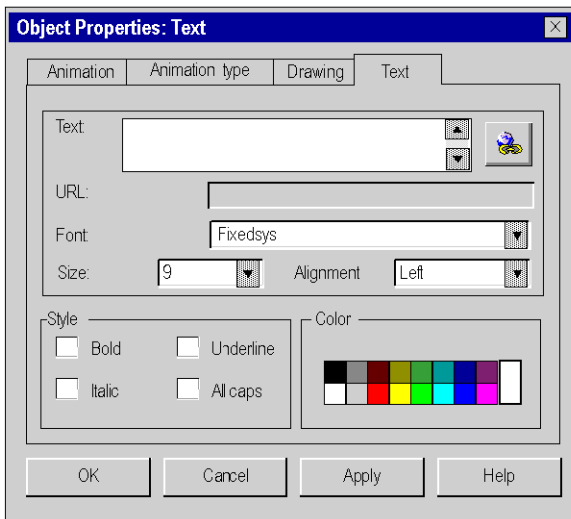 Object Properties: Text
Animation Animation type Drawing Text
Text
URL:
Font Fixedsys
Size: 9 Alignment Left
Style Color
Bold Underline
Italic All caps
OK Cancel Apply Help